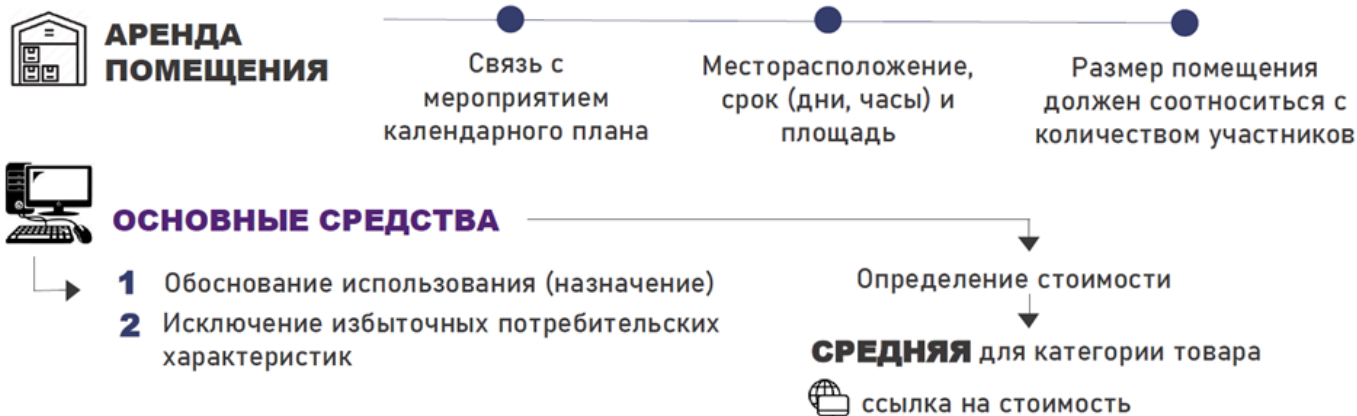 АРЕНДА
ПОМЕЩЕНИЯ
Связь с
мероприятием
календарного плана
Месторасположение,
срок (дни, часы) и
площадь
Размер помещения
должен соотноситься с
количеством участников
ОСНОВНЫЕ СРЕДСТВА
1 Обоснование использования (назначение)
2 Исключение избыточных потребительских
характеристик
Определение стоимости
СРЕДНЯЯ для категории товара
ссылка на стоимость